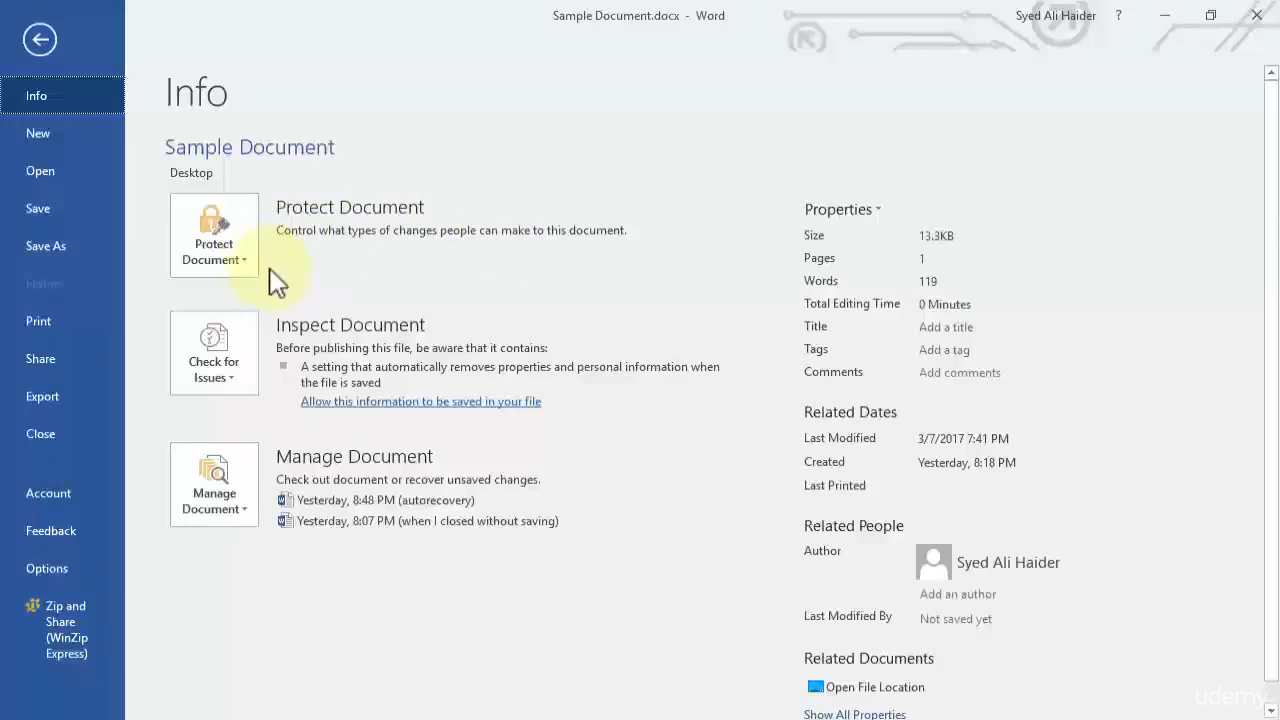 Sample Document.docx - Word
Syed Ali Haider
?
Info
New
Open
Save
Save As
History
Print
Share
Export
Close
Account
Feedback
Options
Zip and
Share
(WinZip
Express)
Info
Sample Document
Desktop
Protect
Document
Protect Document
Control what types of changes people can make to this document.
Check for
Issues
Inspect Document
Before publishing this file, be aware that it contains:
A setting that automatically removes properties and personal information when
the file is saved
Allow this information to be saved in your file
Manage
Document
Manage Document
Check out document or recover unsaved changes.
Yesterday, 8:48 PM (autorecovery)
Yesterday, 8:07 PM (when I closed without saving)
Properties
Size 13.3KB
Pages 1
Words 119
Total Editing Time 0 Minutes
Title Add a title
Tags Add a tag
Comments Add comments
Related Dates
Last Modified 3/7/2017 7:41 PM
Created Yesterday, 8:18 PM
Last Printed
Related People
Author Syed Ali Haider
Add an author
Last Modified By Not saved yet
Related Documents
Open File Location
Show All Properties
udemy